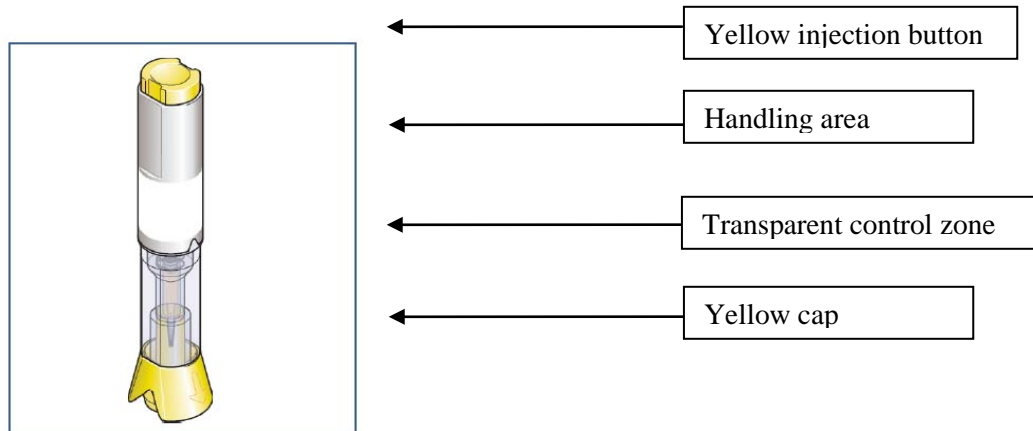 Yellow injection button
Handling area
Transparent control zone
Yellow cap